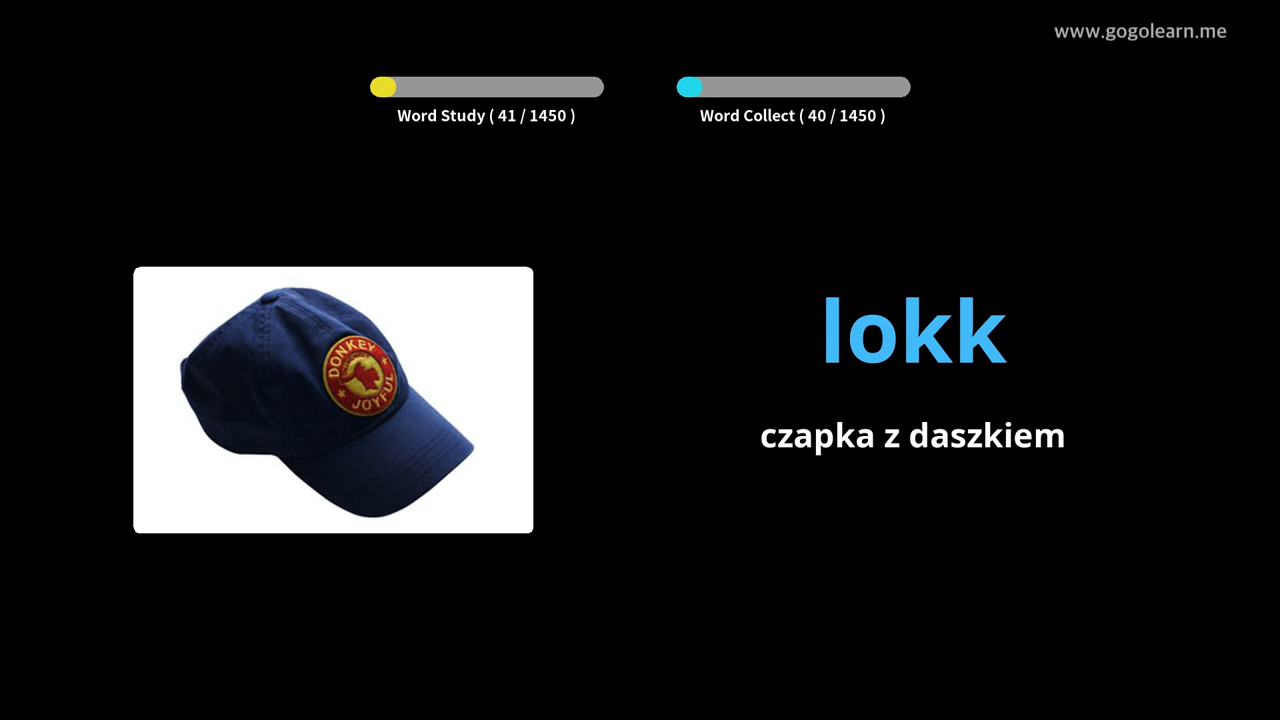 www.gogolearn.me
Word Study ( 41 / 1450 )
Word Collect ( 40 / 1450 )
DONKEY
JOYFUL
lokk
czapka z daszkiem